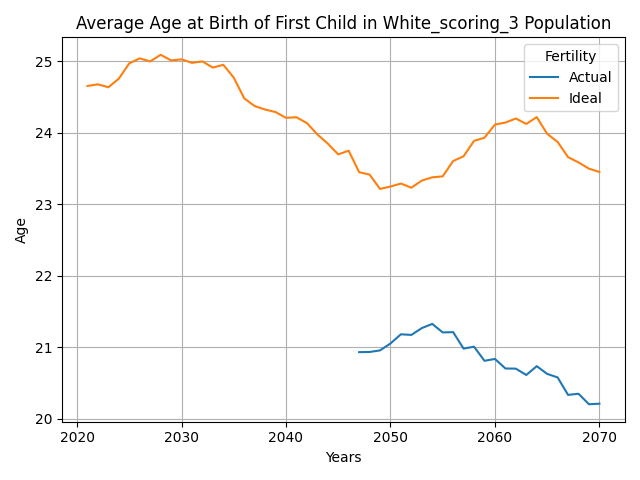 Average Age at Birth of First Child in White_scoring_3 Population
Fertility
Actual
Ideal
25
24
23
22
21
20
Age
2020
2030
2040
2050
2060
2070
Years